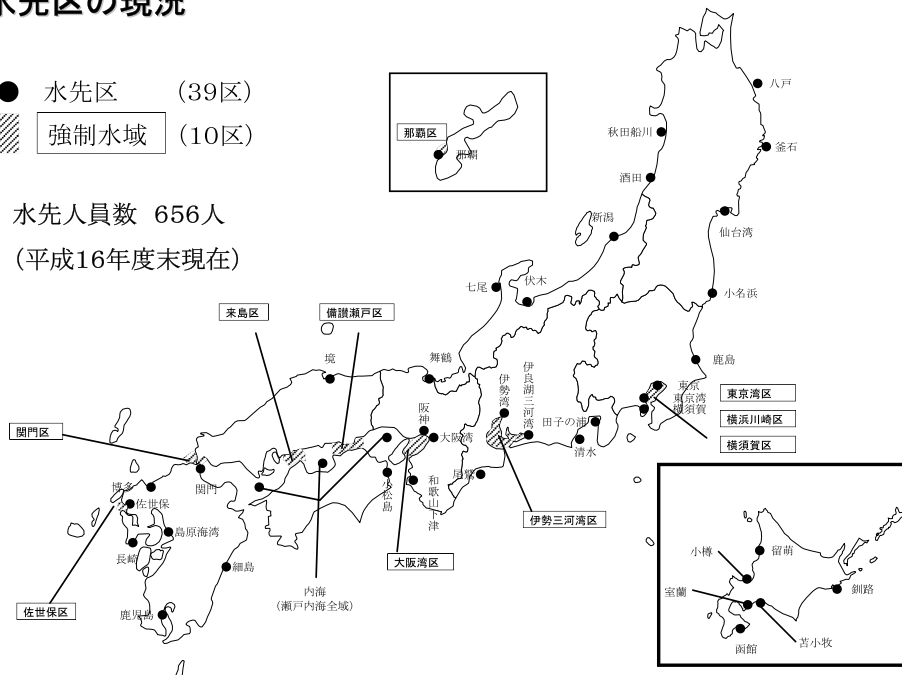 水先区の現況
水先区 （39区）
強制水域 （10区）
水先人員数 656人
（平成16年度末現在）
那覇区
那覇
八戸
秋田船川
釜石
酒田
新潟
仙台湾
七尾
伏木
小名浜
来島区
備讃瀬戸区
境
舞鶴
鹿島
伊勢湾
伊良湖三河湾
東京
東京湾
横須賀
東京湾区
横浜川崎区
横須賀区
阪神
大阪湾
田子の浦
清水
関門区
関門
博多
佐世保
小松島
和歌山下津
尾鷲
伊勢三河湾区
島原海湾
長崎
細島
大阪湾区
内海
（瀬戸内海全域）
佐世保区
鹿児島
小樽
留萌
室蘭
釧路
苫小牧
函館